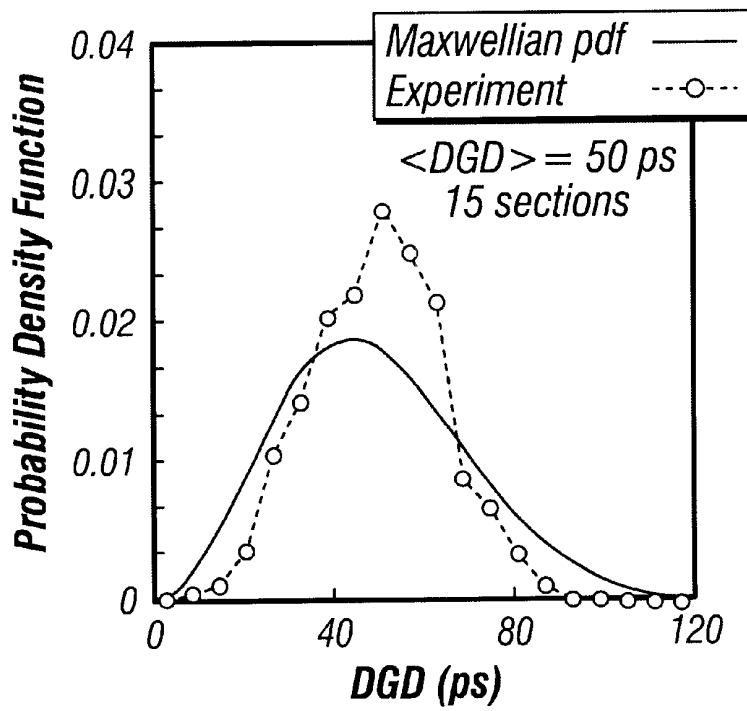 Maxwellian pdf
Experiment
<DGD> = 50 ps
15 sections
Probability Density Function
0.04
0.03
0.02
0.01
0
0
40
80
120
DGD (ps)